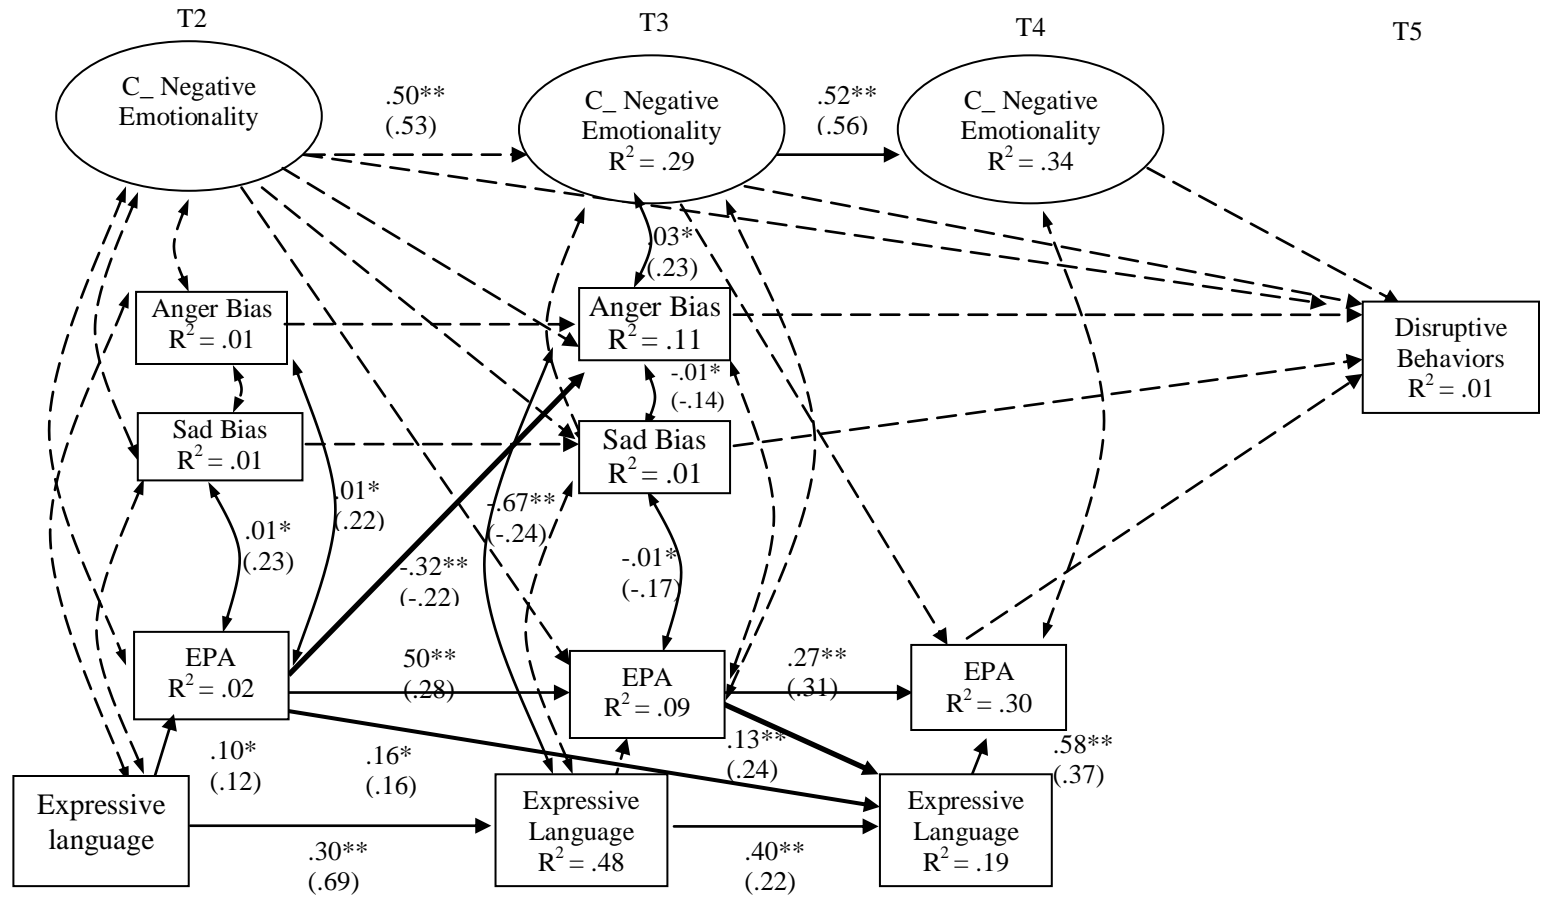 T2
T3
T4
T5
C_ Negative
Emotionality
.50**
(.53)
C_ Negative
Emotionality
R² = .29
.52**
(.56)
C_ Negative
Emotionality
R² = .34
.03*
(.23)
Anger Bias
R² = .01
Anger Bias
R² = .11
Disruptive
Behaviors
R² = .01
-.01*
(-.14)
Sad Bias
R² = .01
Sad Bias
R² = .01
.01*
(.22)
.01*
(.23)
-.67**
(-.24)
-.32**
(-.22)
-.01*
(-.17)
EPA
R² = .02
50**
(.28)
EPA
R² = .09
.27**
(.31)
EPA
R² = .30
.10*
(.12)
.16*
(.16)
.13**
(.24)
.58**
(.37)
Expressive
language
Expressive
Language
R² = .48
Expressive
Language
R² = .19
.30**
(.69)
.40**
(.22)